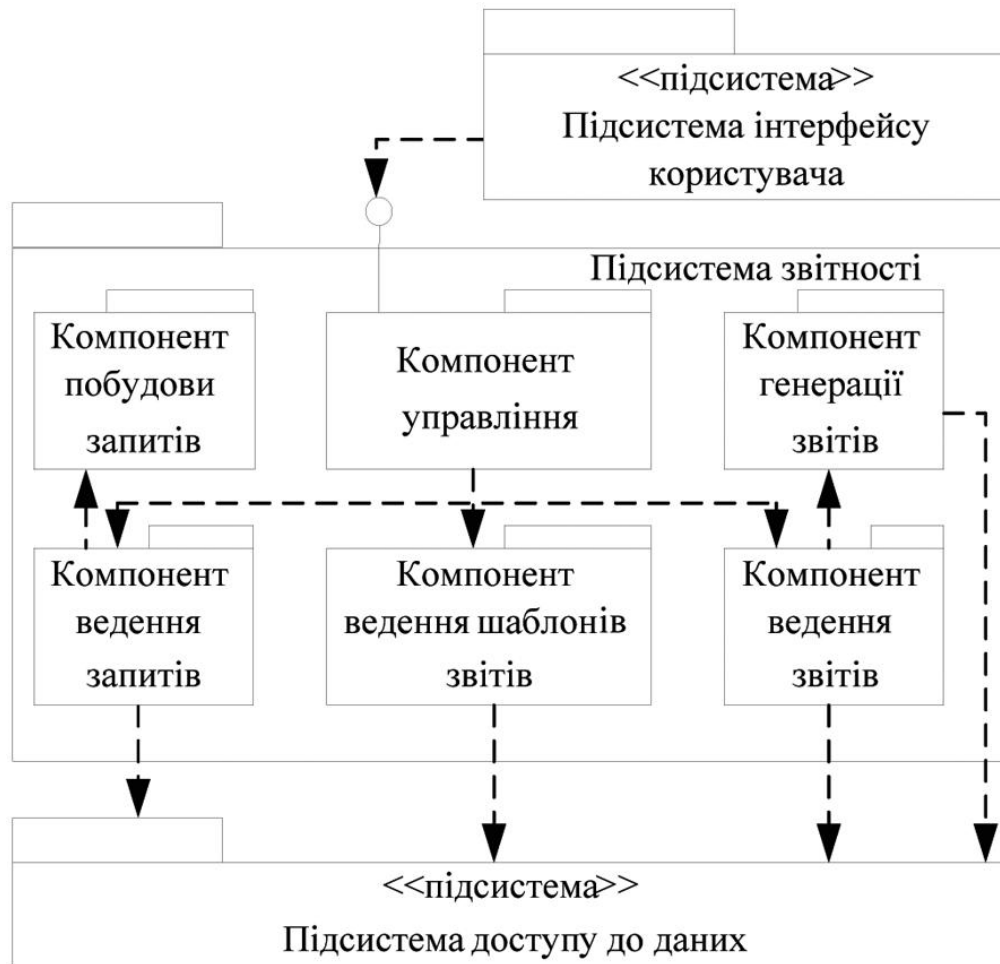 <<підсистема>>
Підсистема інтерфейсу
користувача
Підсистема звітності
Компонент
побудови
запитів
Компонент
управління
Компонент
генерації
звітів
Компонент
ведення
запитів
Компонент
ведення шаблонів
звітів
Компонент
ведення
звітів
<<підсистема>>
Підсистема доступу до даних